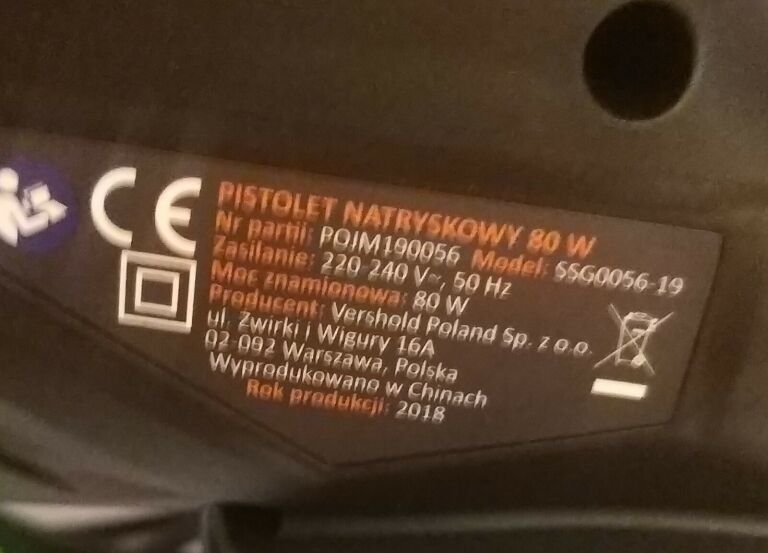 CE
PISTOLET NATRYSKOWY 80 W
Nr partii: POJM190056 Model: SSG0056-19
Zasilanie: 220-240 V~, 50 Hz
Moc znamionowa: 80 W
Producent: Vershold Poland Sp. z o.o.
ul. Żwirki i Wigury 16A
02-092 Warszawa, Polska
Wyprodukowano w Chinach
Rok produkcji: 2018